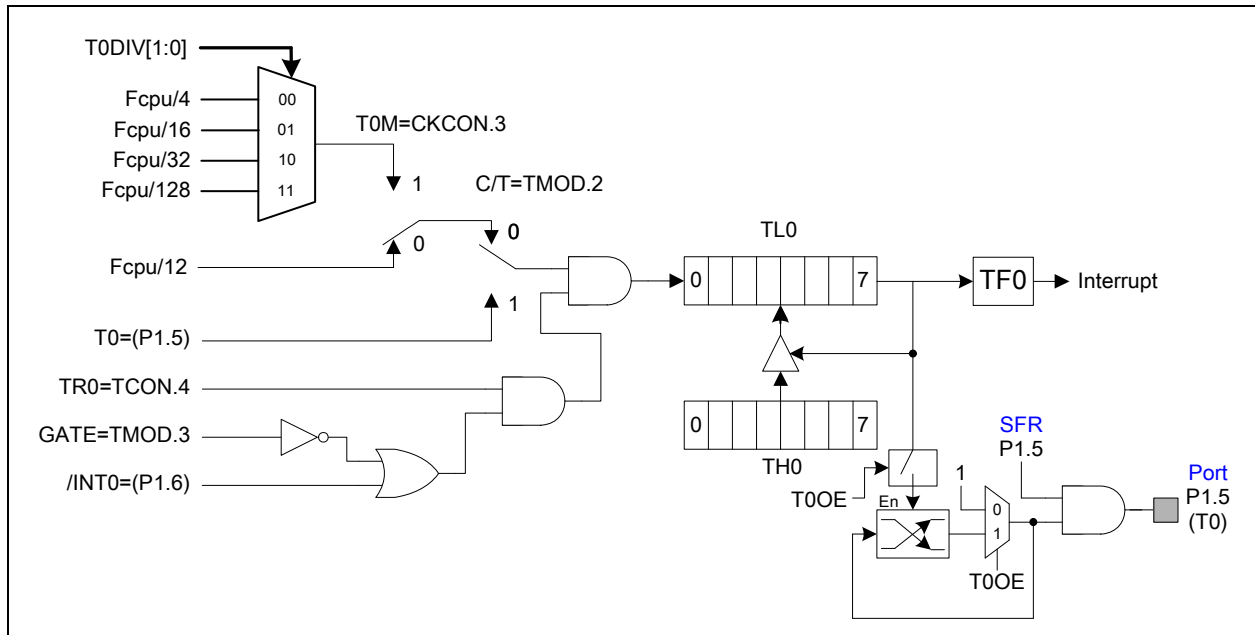 T0DIV[1:0]
Fcpu/4
00
Fcpu/16
01
T0M=CKCON.3
Fcpu/32
10
Fcpu/128
11
1
C/T=TMOD.2
0
0
TL0
Fcpu/12
0
7
TF0
Interrupt
1
T0=(P1.5)
TR0=TCON.4
0
7
GATE=TMOD.3
TH0
SFR
P1.5
/INT0=(P1.6)
1
Port
P1.5
(T0)
T0OE
En
0
1
T0OE